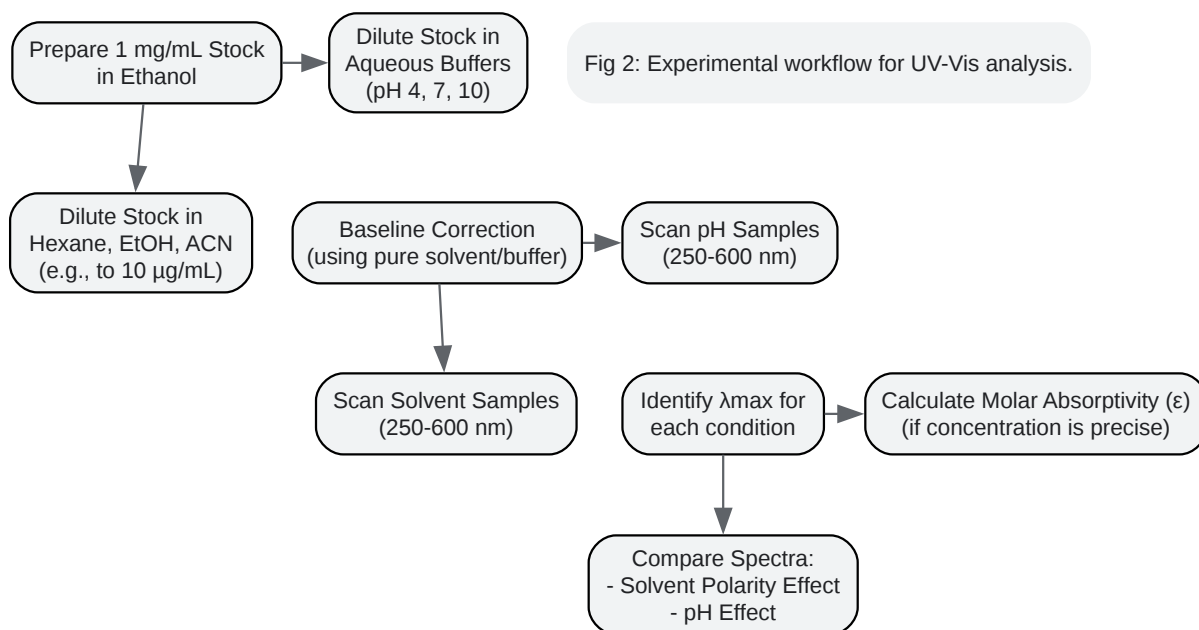 Prepare 1 mg/mL Stock
in Ethanol
Dilute Stock in
Aqueous Buffers
(pH 4, 7, 10)
Fig 2: Experimental workflow for UV-Vis analysis.
Dilute Stock in
Hexane, EtOH, ACN
(e.g., to 10 µg/mL)
Baseline Correction
(using pure solvent/buffer)
Scan pH Samples
(250-600 nm)
Scan Solvent Samples
(250-600 nm)
Identify λmax for
each condition
Calculate Molar Absorptivity (ε)
(if concentration is precise)
Compare Spectra:
- Solvent Polarity Effect
- pH Effect